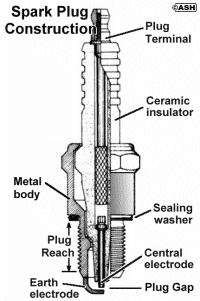 ©ASH
Spark Plug
Construction
Plug
Terminal
Ceramic
insulator
Metal
body
Sealing
washer
Plug
Reach
Central
electrode
Earth
electrode
Plug Gap